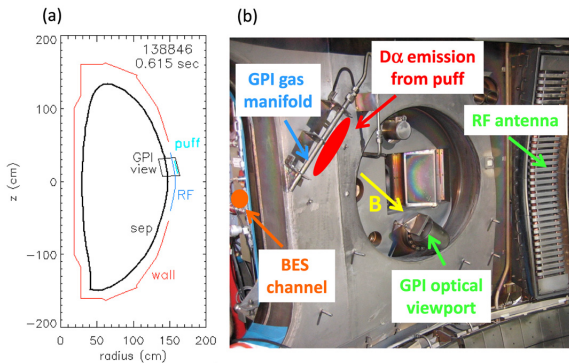 (a)
138846
0.615 sec
200
100
0
−100
−200
z (cm)
puff
GPI
view
RF
sep
wall
0
50
100
150
200
radius (cm)
(b)
GPI gas
manifold
Dα emission
from puff
RF antenna
B
BES
channel
GPI optical
viewport